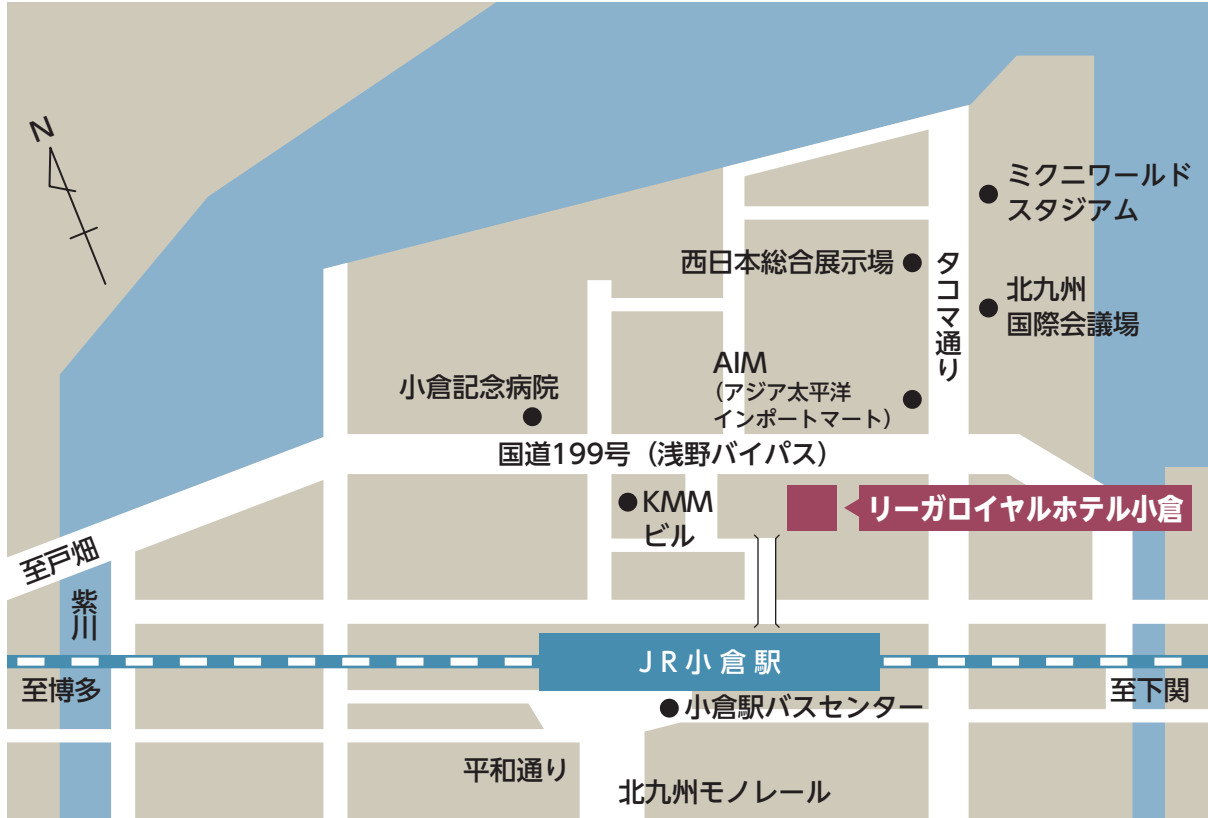 N
ミクニワールド
スタジアム
西日本総合展示場
タコマ通り
北九州
国際会議場
AIM
（アジア太平洋
インポートマート）
小倉記念病院
国道199号（浅野バイパス）
KMM
ビル
リーガロイヤルホテル小倉
至戸畑
紫川
JR小倉駅
至博多
至下関
小倉駅バスセンター
平和通り
北九州モノレール